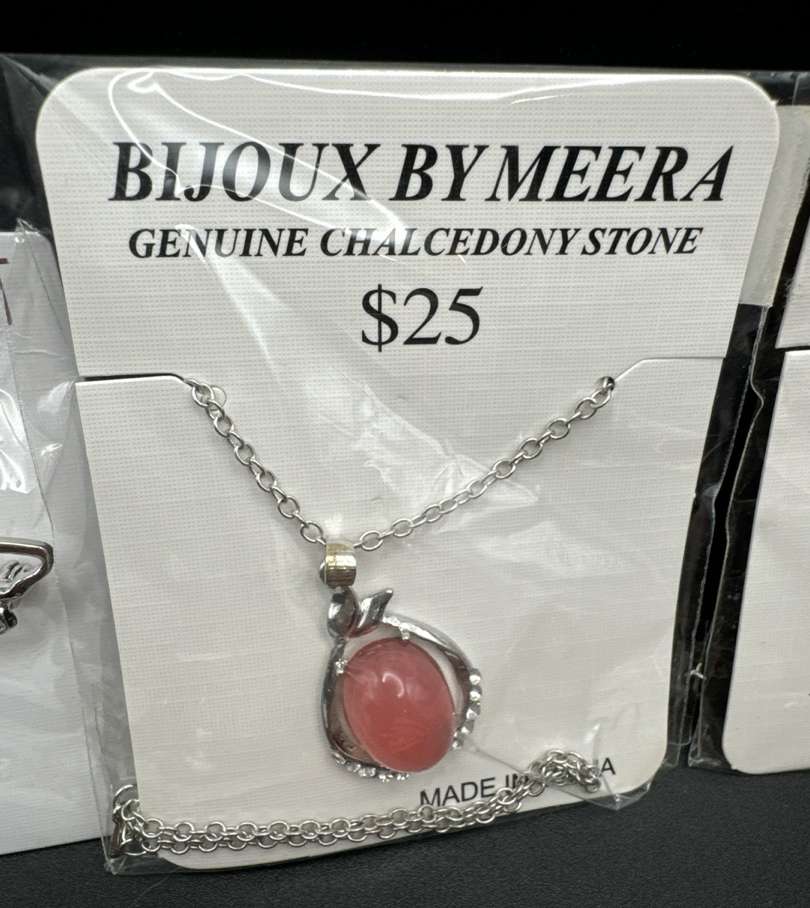 BIJOUX BY MEERA
GENUINE CHALCEDONY STONE
$25
MADE